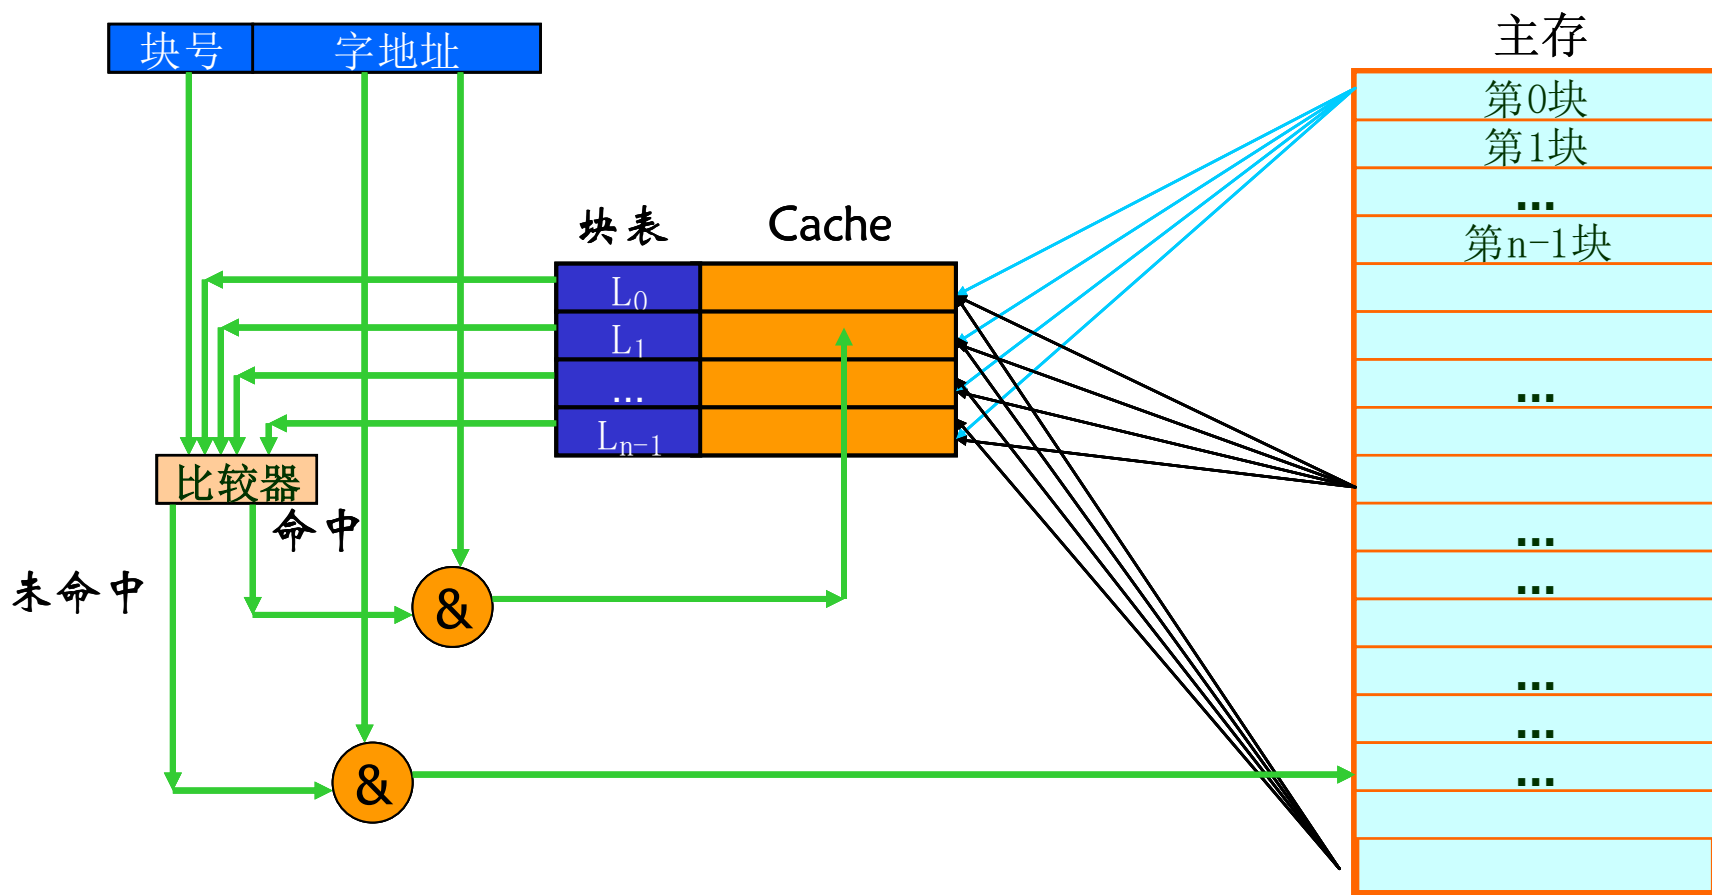 块号 字地址
主存
第0块
第1块
...
第n-1块
块表 Cache
L0
L1
...
Ln-1
...
比较器
命中
未命中
&
&
...
...
...
...
...